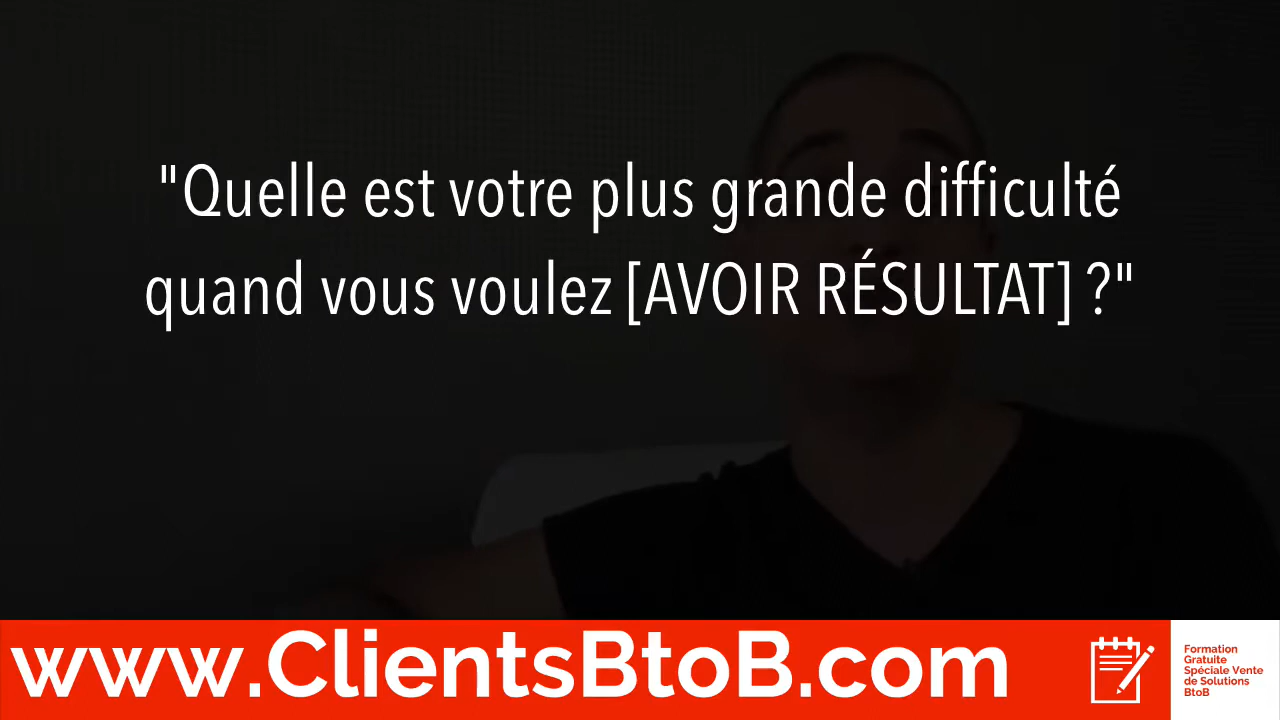 "Quelle est votre plus grande difficulté
quand vous voulez [AVOIR RÉSULTAT] ?"
www.ClientsBtoB.com
Formation
Gratuite
Spéciale Vente
de Solutions
BtoB